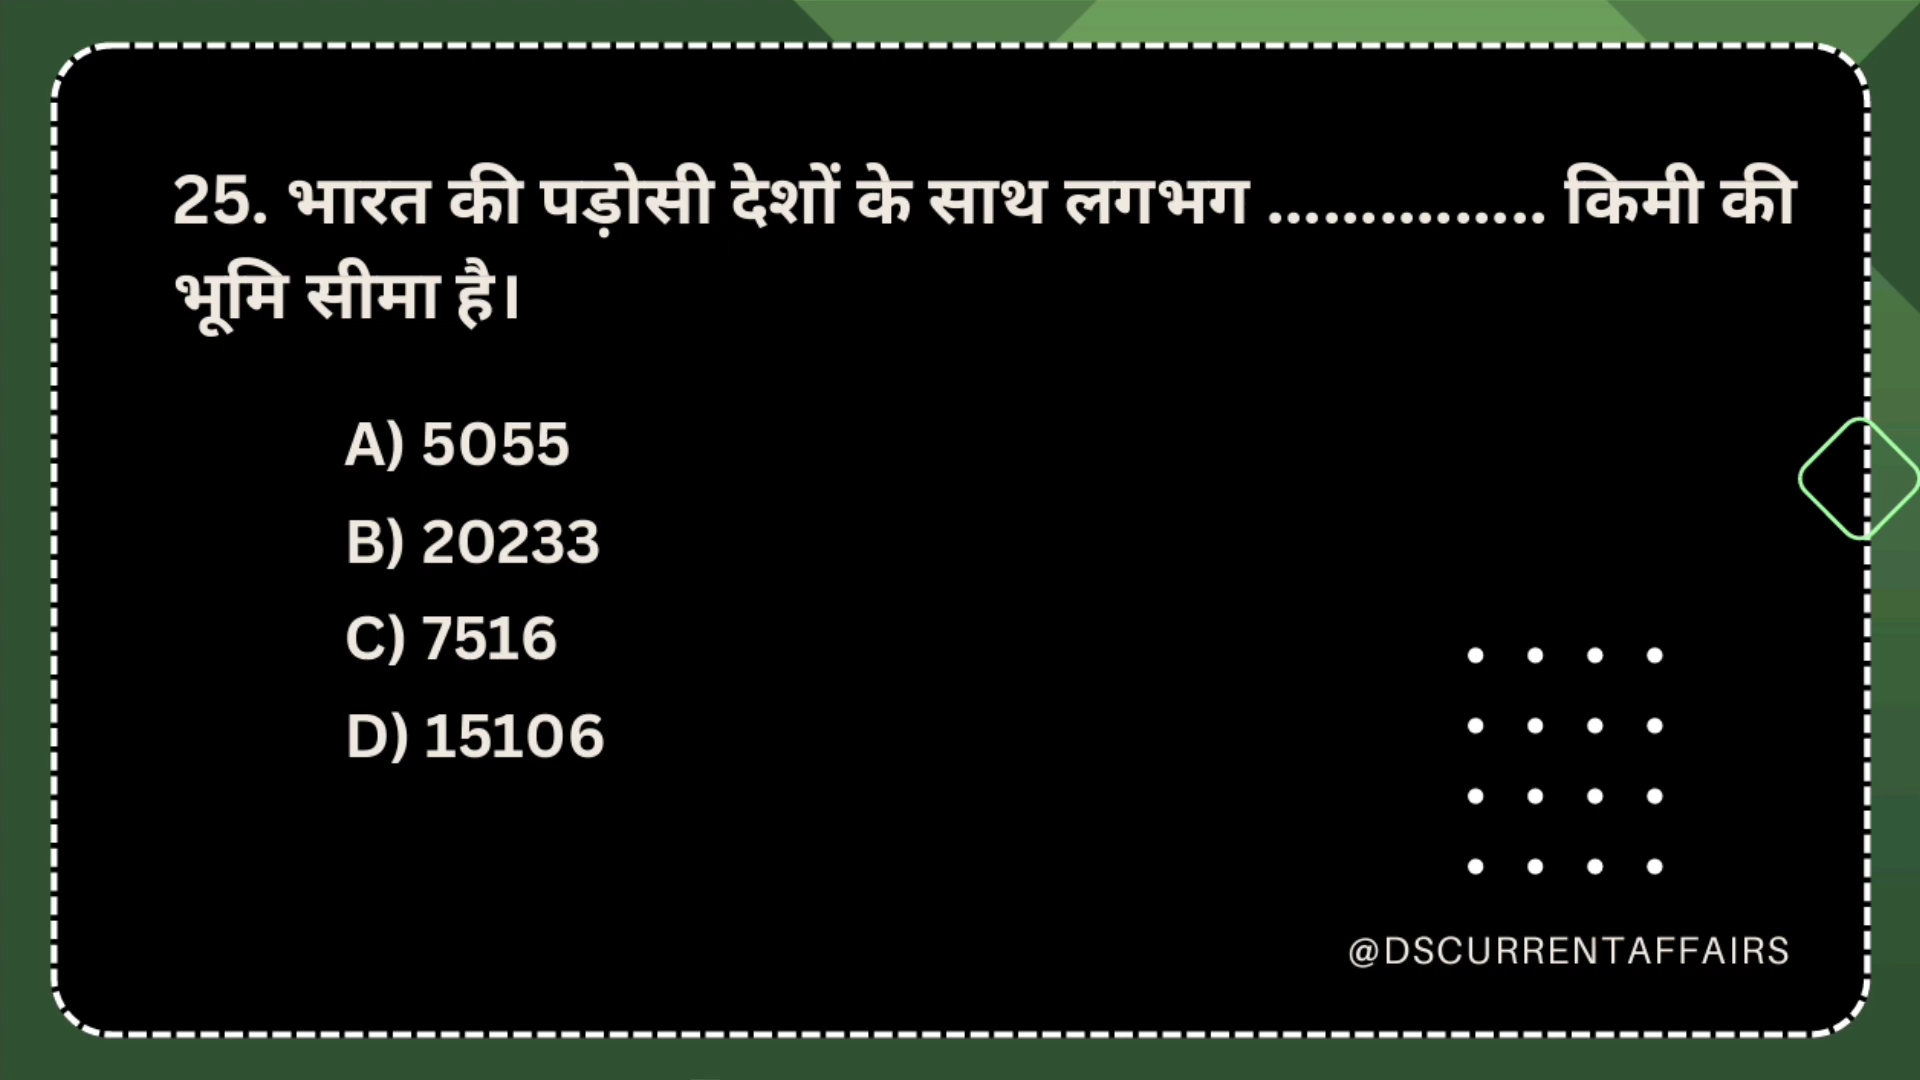 25. भारत की पड़ोसी देशों के साथ लगभग ............... किमी की
भूमि सीमा है।
A) 5055
B) 20233
C) 7516
D) 15106
@DSCURRENTAFFAIRS